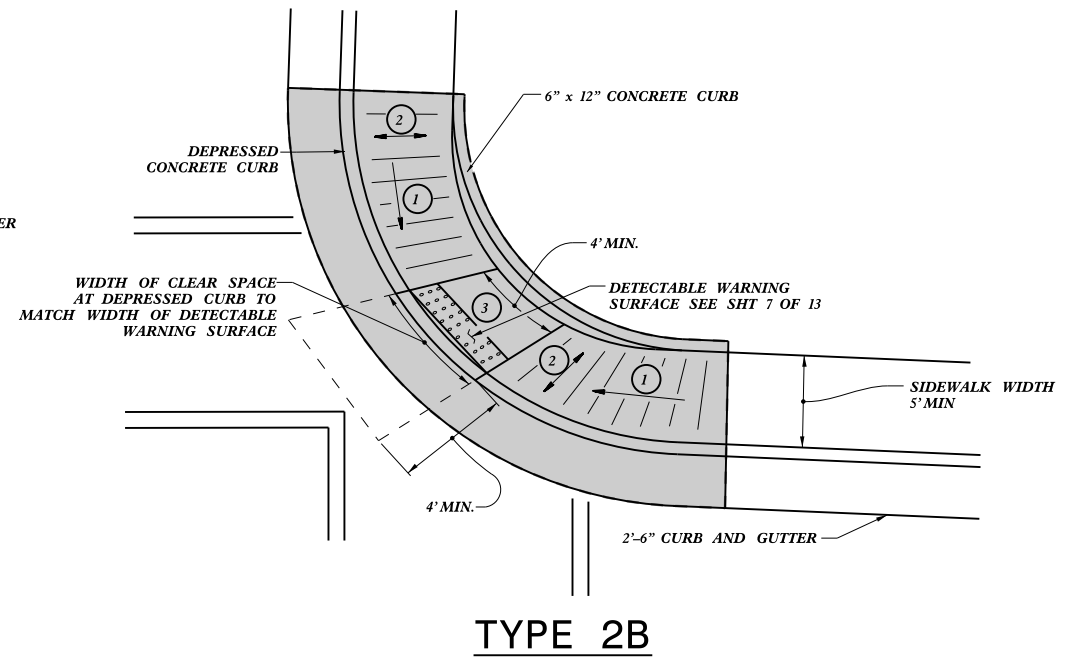 2
6” x 12” CONCRETE CURB
DEPRESSED
CONCRETE CURB
1
ER
4’ MIN.
WIDTH OF CLEAR SPACE
AT DEPRESSED CURB TO
MATCH WIDTH OF DETECTABLE
WARNING SURFACE
DETECTABLE WARNING
SURFACE SEE SHT 7 OF 13
3
2
1
SIDEWALK WIDTH
5’ MIN
4’ MIN.
2’–6” CURB AND GUTTER
TYPE 2B